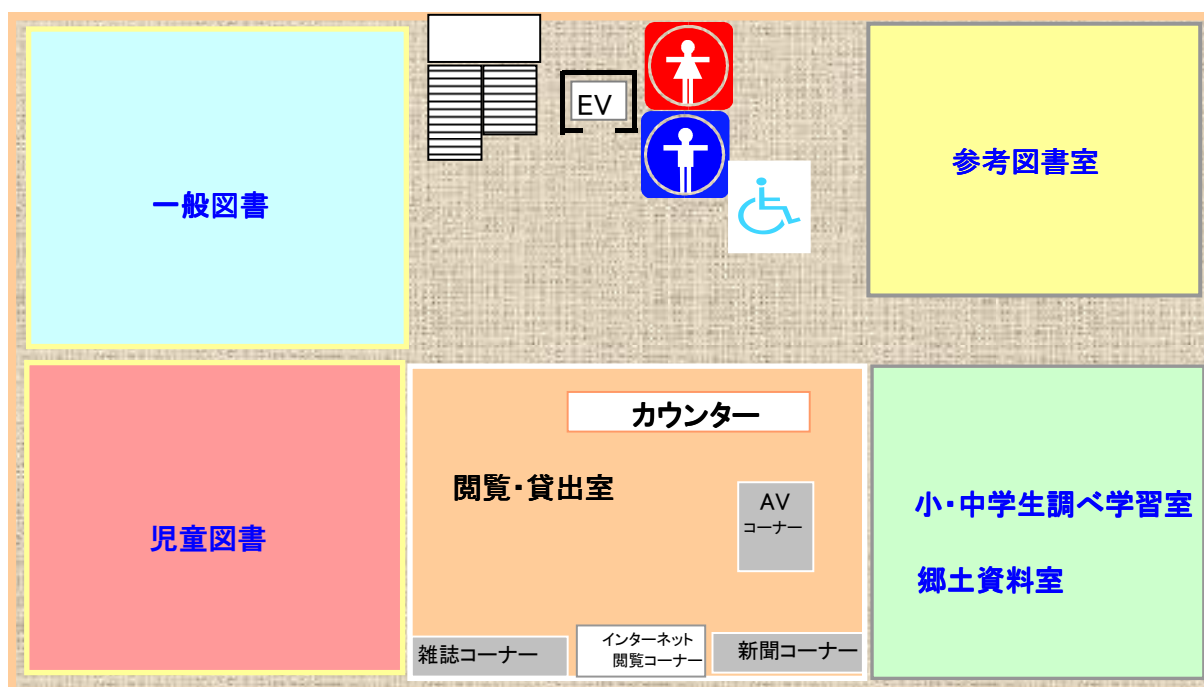 EV
一般図書
参考図書室
カウンター
閲覧・貸出室
AV
コーナー
児童図書
小・中学生調べ学習室
郷土資料室
雑誌コーナー
インターネット
閲覧コーナー
新聞コーナー